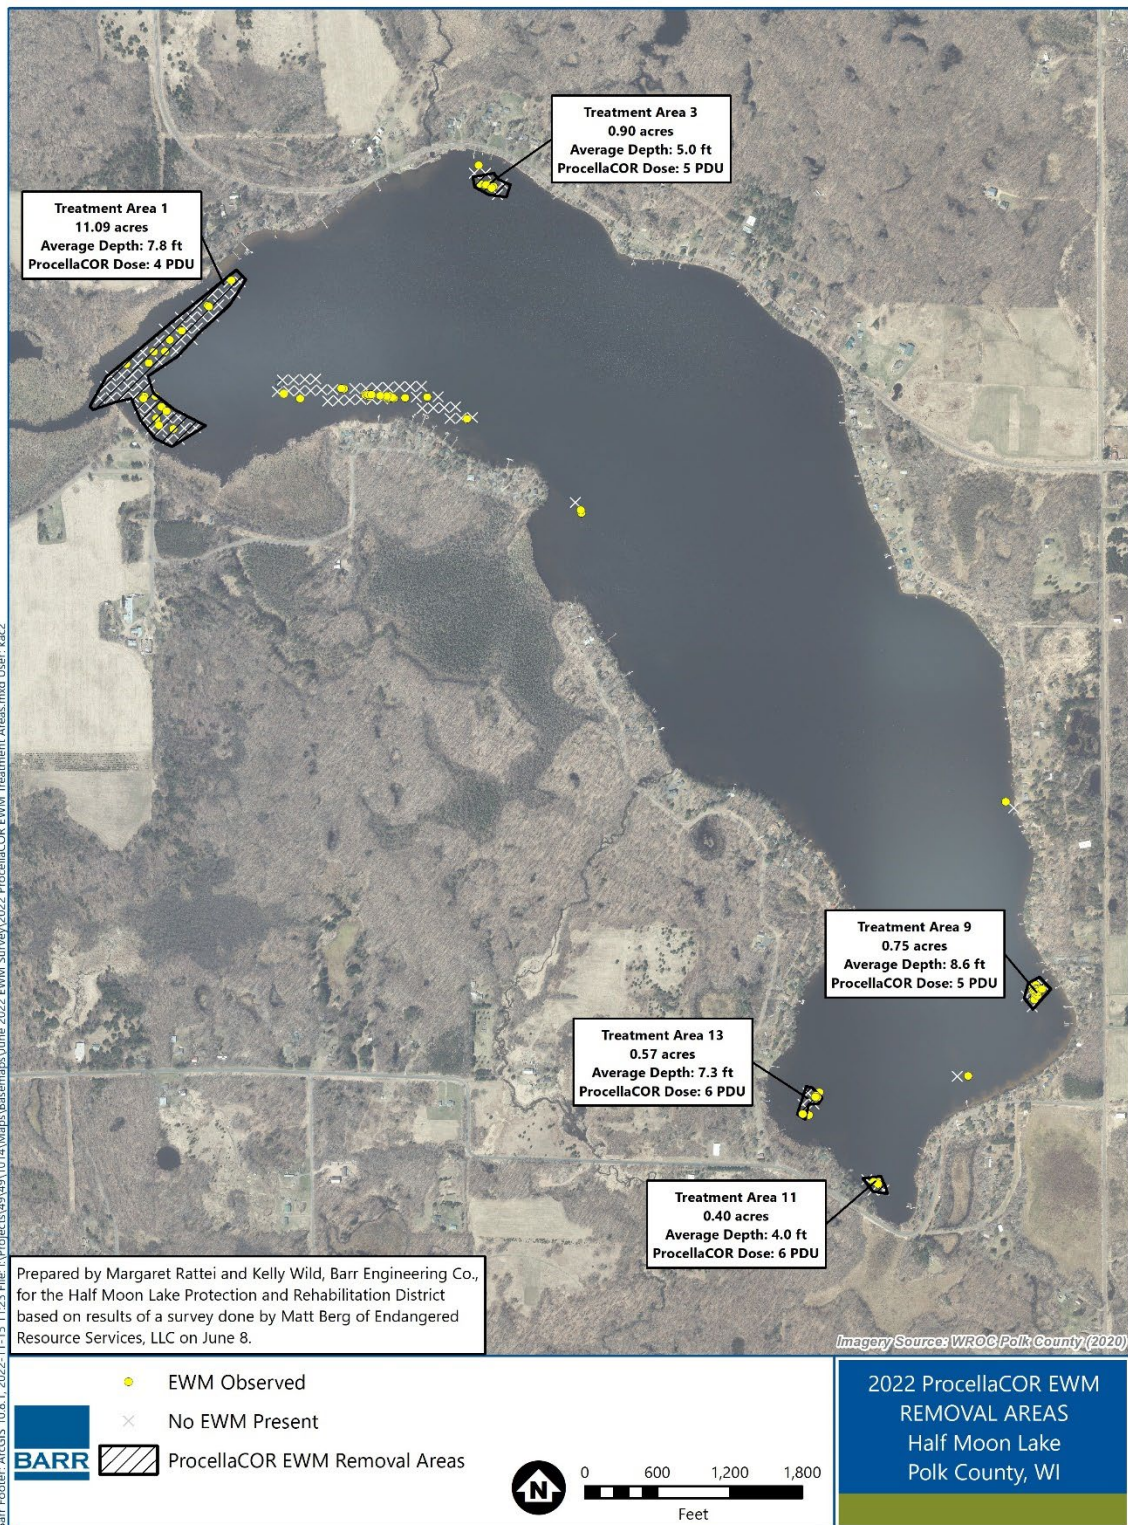 Treatment Area 3
0.90 acres
Average Depth: 5.0 ft
ProcellaCOR Dose: 5 PDU
Treatment Area 1
11.09 acres
Average Depth: 7.8 ft
ProcellaCOR Dose: 4 PDU
Treatment Area 9
0.75 acres
Average Depth: 8.6 ft
ProcellaCOR Dose: 5 PDU
Treatment Area 13
0.57 acres
Average Depth: 7.3 ft
ProcellaCOR Dose: 6 PDU
Treatment Area 11
0.40 acres
Average Depth: 4.0 ft
ProcellaCOR Dose: 6 PDU
Prepared by Margaret Rattei and Kelly Wild, Barr Engineering Co.,
for the Half Moon Lake Protection and Rehabilitation District
based on results of a survey done by Matt Berg of Endangered
Resource Services, LLC on June 8.
Imagery Source: WROC Polk County (2020)
EWM Observed
No EWM Present
ProcellaCOR EWM Removal Areas
BARR
N
0 600 1,200 1,800
Feet
2022 ProcellaCOR EWM
REMOVAL AREAS
Half Moon Lake
Polk County, WI